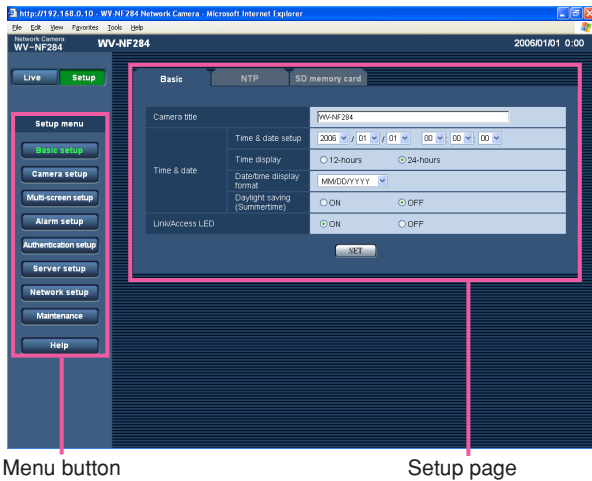 http://192.168.0.10 - WV-NF284 Network Camera - Microsoft Internet Explorer
File Edit View Favorites Tools Help
Network Camera
WV-NF284
WV-NF284
2006/01/01 0:00
Live Setup
Basic NTP SD memory card
Setup menu
Basic setup
Camera setup
Multi-screen setup
Alarm setup
Authentication setup
Server setup
Network setup
Maintenance
Help
Camera title WV-NF284
Time & date
Time & date setup 2006 / 01 / 01 00 : 00 : 00
Time display 12-hours 24-hours
Date/time diisplay format MM/DD/YYYY
Daylight saving (Summertime) ON OFF
Link/Access LED ON OFF
SET
Menu button
Setup page